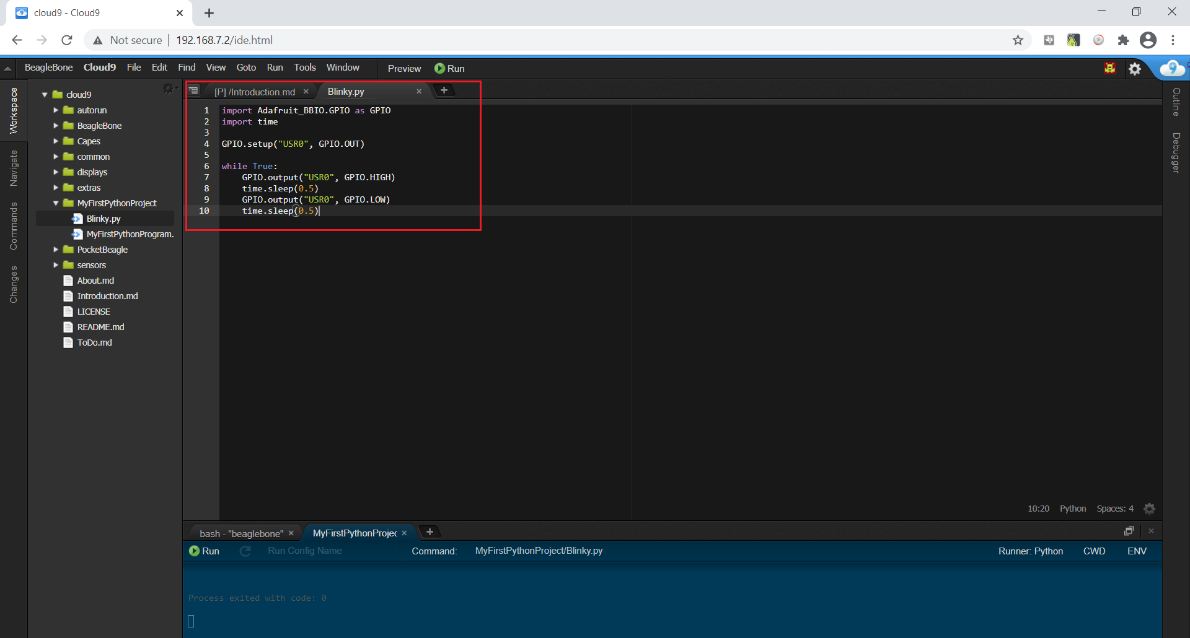 cloud9 - Cloud9
Not secure | 192.168.7.2/ide.html
BeagleBone Cloud9 File Edit Find View Goto Run Tools Window Preview Run
Workspace
Navigate
Commands
Changes
cloud9
autorun
BeagleBone
Capes
common
displays
extras
MyFirstPythonProject
Blinky.py
MyFirstPythonProgram.
PocketBeagle
sensors
About.md
Introduction.md
LICENSE
README.md
ToDo.md
[P] /Introduction.md Blinky.py
1 import Adafruit_BBIO.GPIO as GPIO
2 import time
3
4 GPIO.setup("USR0", GPIO.OUT)
5
6 while True:
7 GPIO.output("USR0", GPIO.HIGH)
8 time.sleep(0.5)
9 GPIO.output("USR0", GPIO.LOW)
10 time.sleep(0.5)
Outline
Debugger
10:20 Python Spaces: 4
bash - "beaglebone" MyFirstPythonProjec
Run Run Config Name Command: MyFirstPythonProject/Blinky.py Runner: Python CWD ENV
Process exited with code: 0